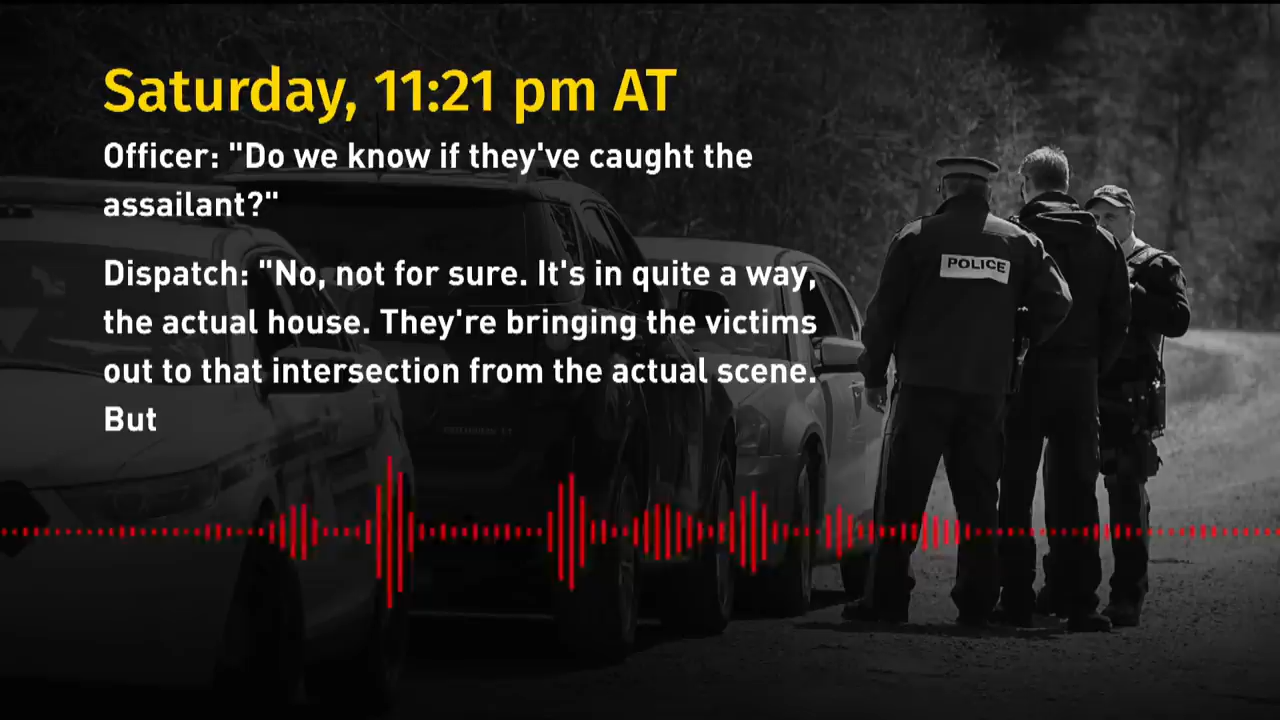 Saturday, 11:21 pm AT
Officer: "Do we know if they've caught the
assailant?"
Dispatch: "No, not for sure. It's in quite a way,
the actual house. They're bringing the victims
out to that intersection from the actual scene.
But
POLICE